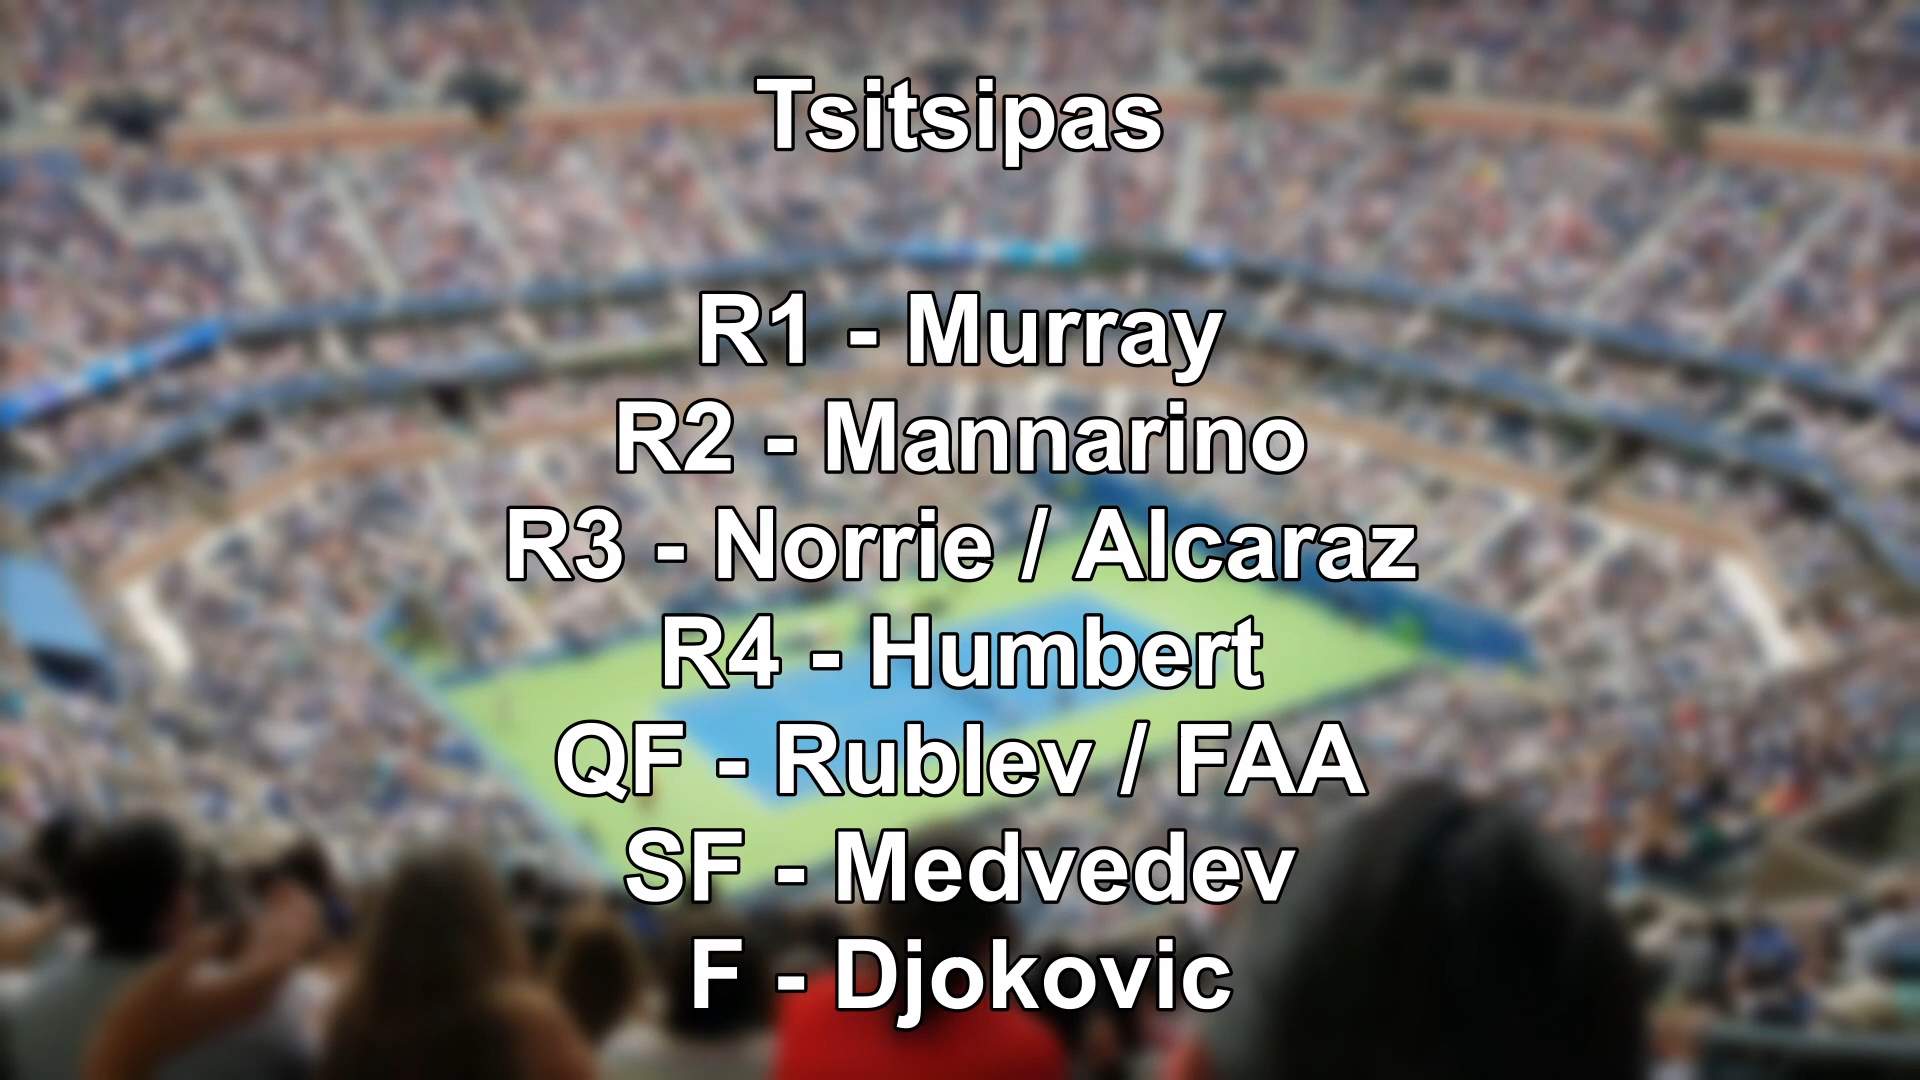 Tsitsipas
R1 - Murray
R2 - Mannarino
R3 - Norrie / Alcaraz
R4 - Humbert
QF - Rublev / FAA
SF - Medvedev
F - Djokovic